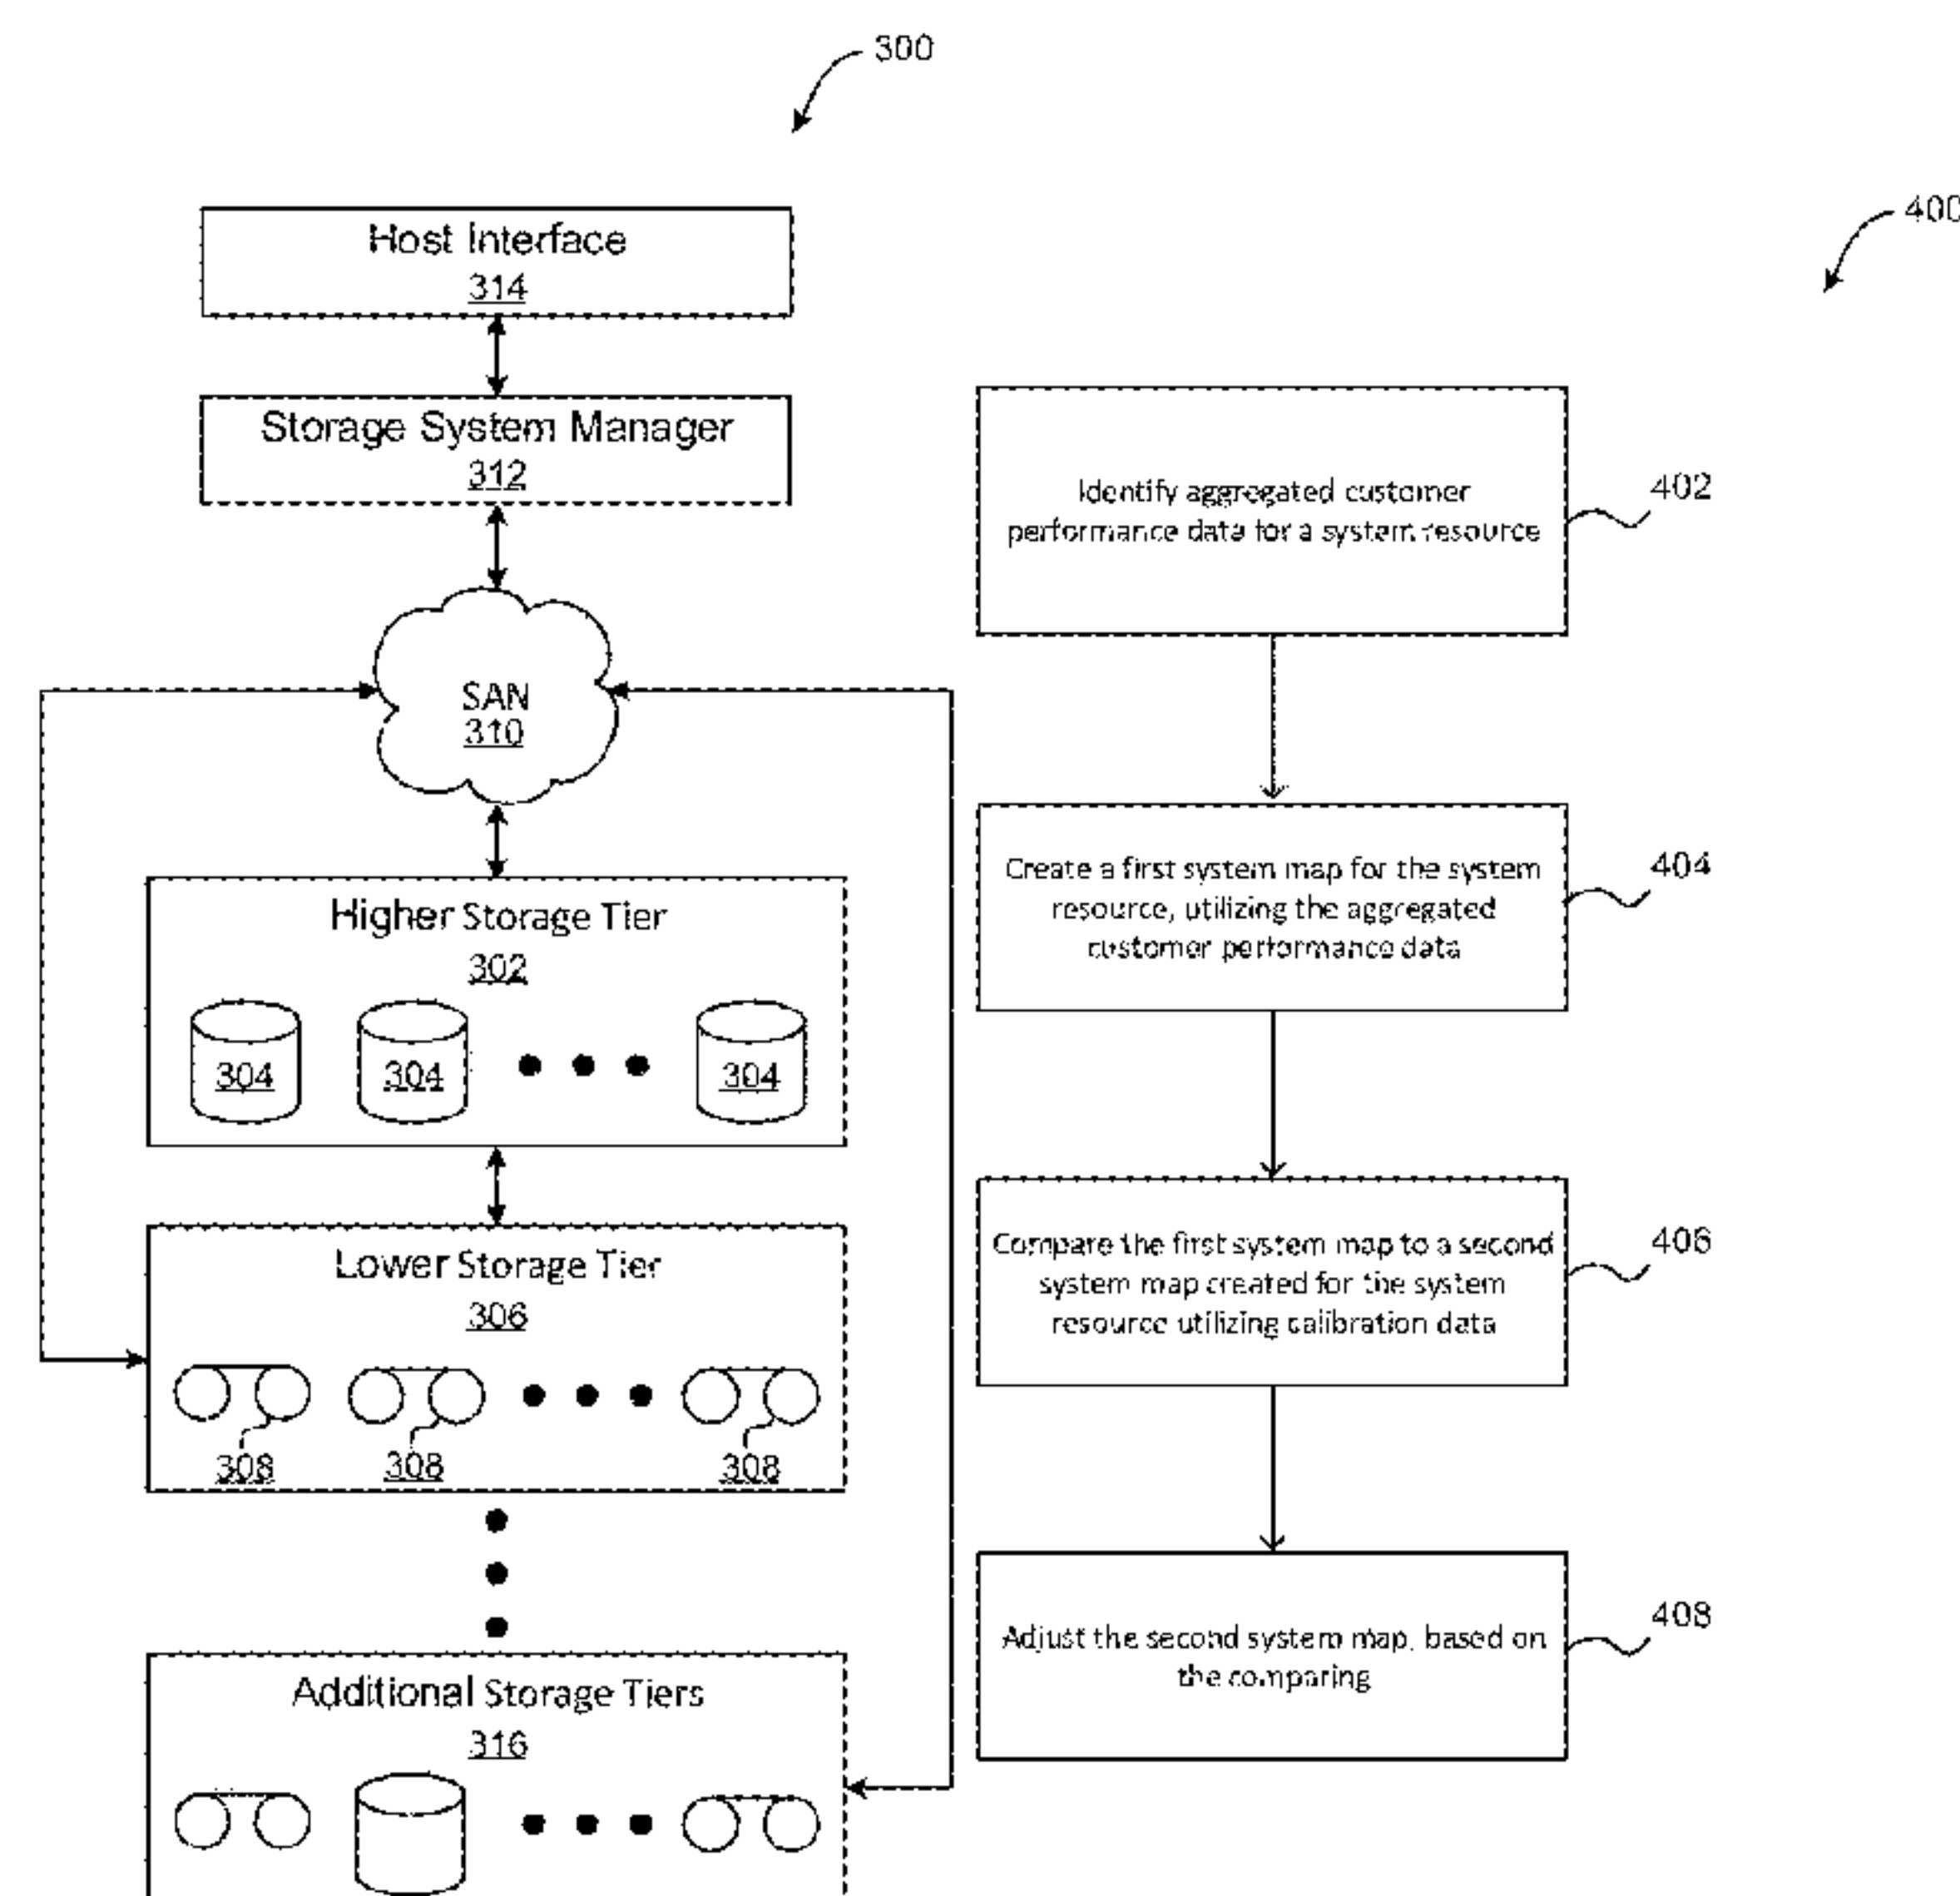 300
Host Interface
314
Storage System Manager
312
SAN
310
Higher Storage Tier
302
304
304
304
Lower Storage Tier
306
308
308
308
Additional Storage Tiers
316
400
Identify aggregated customer
performance data for a system resource
402
Create a first system map for the system
resource, utilizing the aggregated
customer performance data
404
Compare the first system map to a second
system map created for the system
resource utilizing calibration data
406
Adjust the second system map, based on
the comparing
408